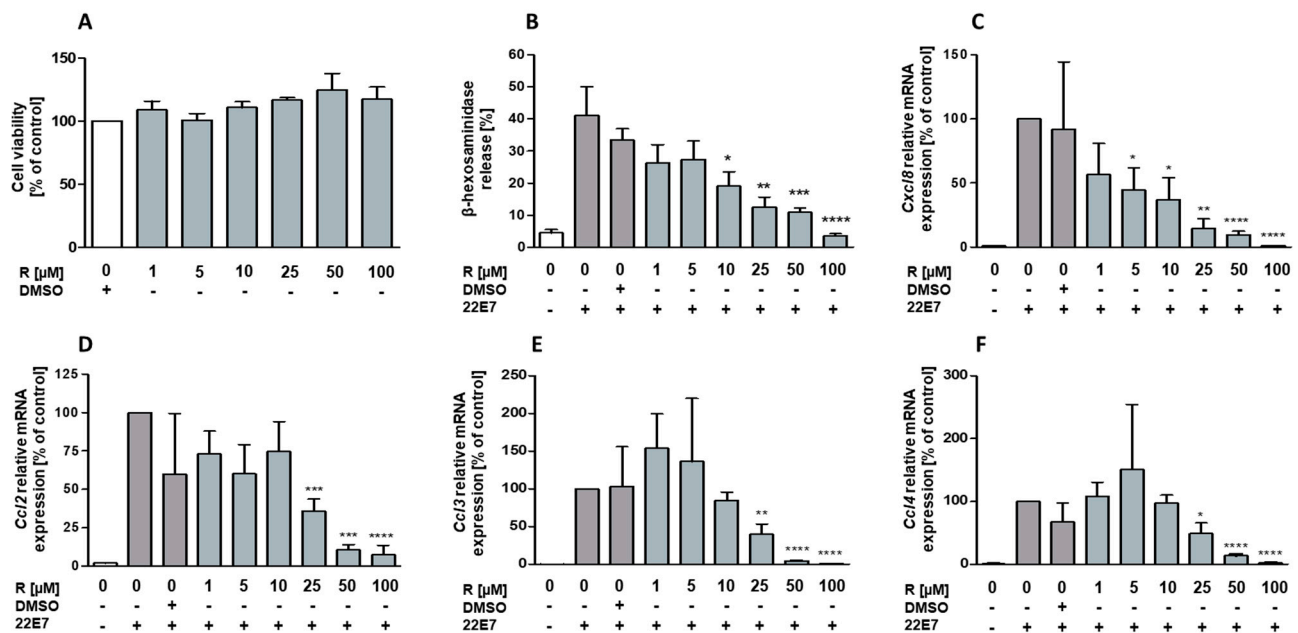 A
Cell viability
[% of control]
150
100
50
0
R [µM] 0 1 5 10 25 50 100
DMSO + - - - - - -
B
β-hexosaminidase
release [%]
60
50
40
30
20
10
0
* ** *** ****
R [µM] 0 0 0 1 5 10 25 50 100
DMSO - - + - - - - - -
22E7 - + + + + + + + +
C
Cxcl8 relative mRNA
expression [% of control]
150
100
50
0
* * ** **** ****
R [µM] 0 0 0 1 5 10 25 50 100
DMSO - - + - - - - - -
22E7 - + + + + + + + +
D
Ccl2 relative mRNA
expression [% of control]
125
100
75
50
25
0
*** *** ****
R [µM] 0 0 0 1 5 10 25 50 100
DMSO - - + - - - - - -
22E7 - + + + + + + + +
E
Ccl3 relative mRNA
expression [% of control]
250
200
150
100
50
0
** **** ****
R [µM] 0 0 0 1 5 10 25 50 100
DMSO - - + - - - - - -
22E7 - + + + + + + + +
F
Ccl4 relative mRNA
expression [% of control]
300
200
100
0
* **** ****
R [µM] 0 0 0 1 5 10 25 50 100
DMSO - - + - - - - - -
22E7 - + + + + + + + +